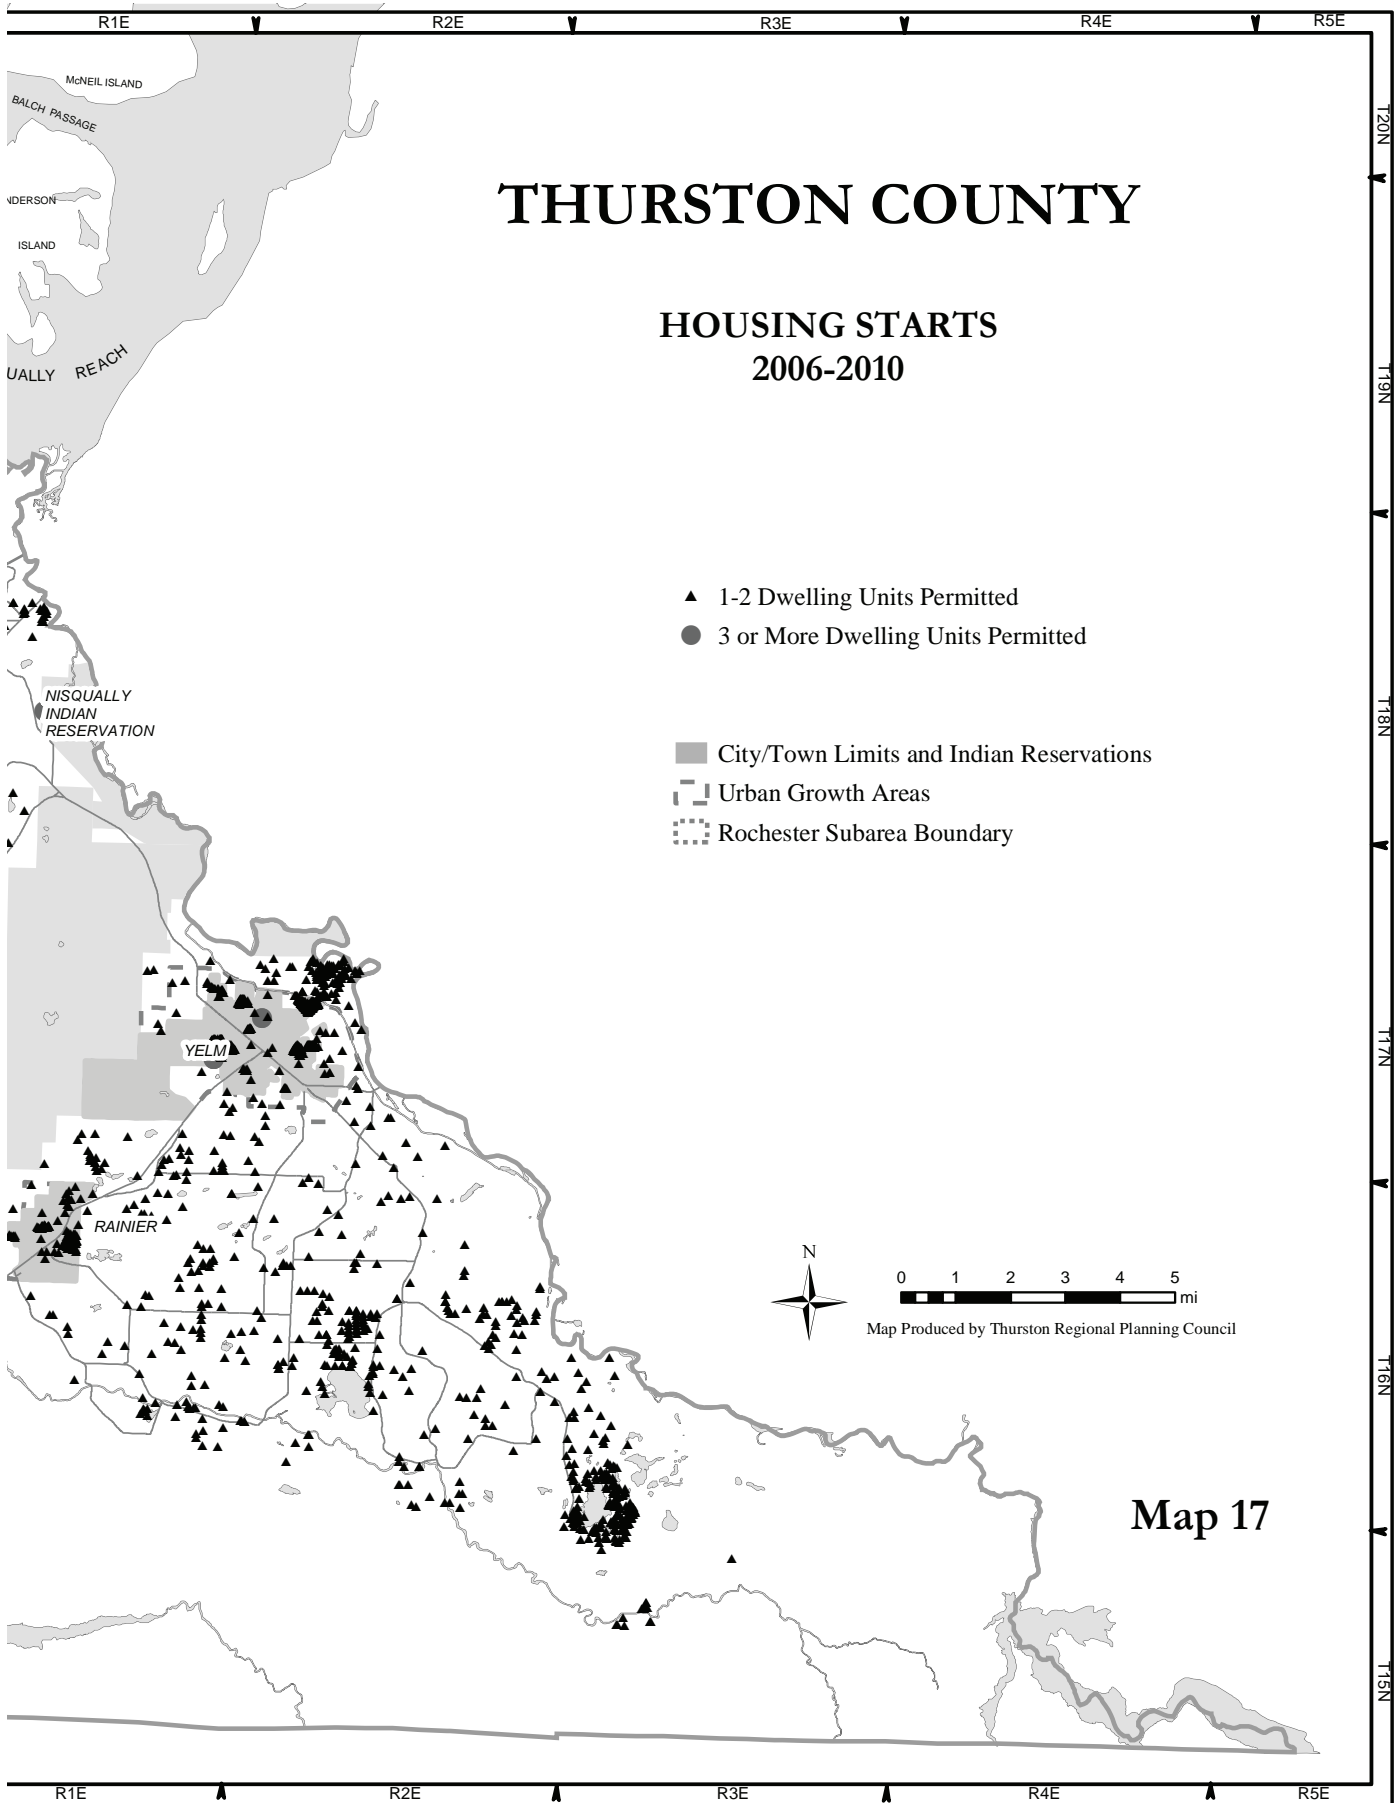 R1E R2E R3E R4E R5E
McNEIL ISLAND
BALCH PASSAGE
T20N
THURSTON COUNTY
NDERSON
ISLAND
HOUSING STARTS
2006-2010
UALLY REACH
T19N
1-2 Dwelling Units Permitted
3 or More Dwelling Units Permitted
NISQUALLY
INDIAN
RESERVATION
T18N
City/Town Limits and Indian Reservations
Urban Growth Areas
Rochester Subarea Boundary
YELM
T17N
RAINIER
N
0 1 2 3 4 5
mi
Map Produced by Thurston Regional Planning Council
T16N
Map 17
T15N
R1E R2E R3E R4E R5E